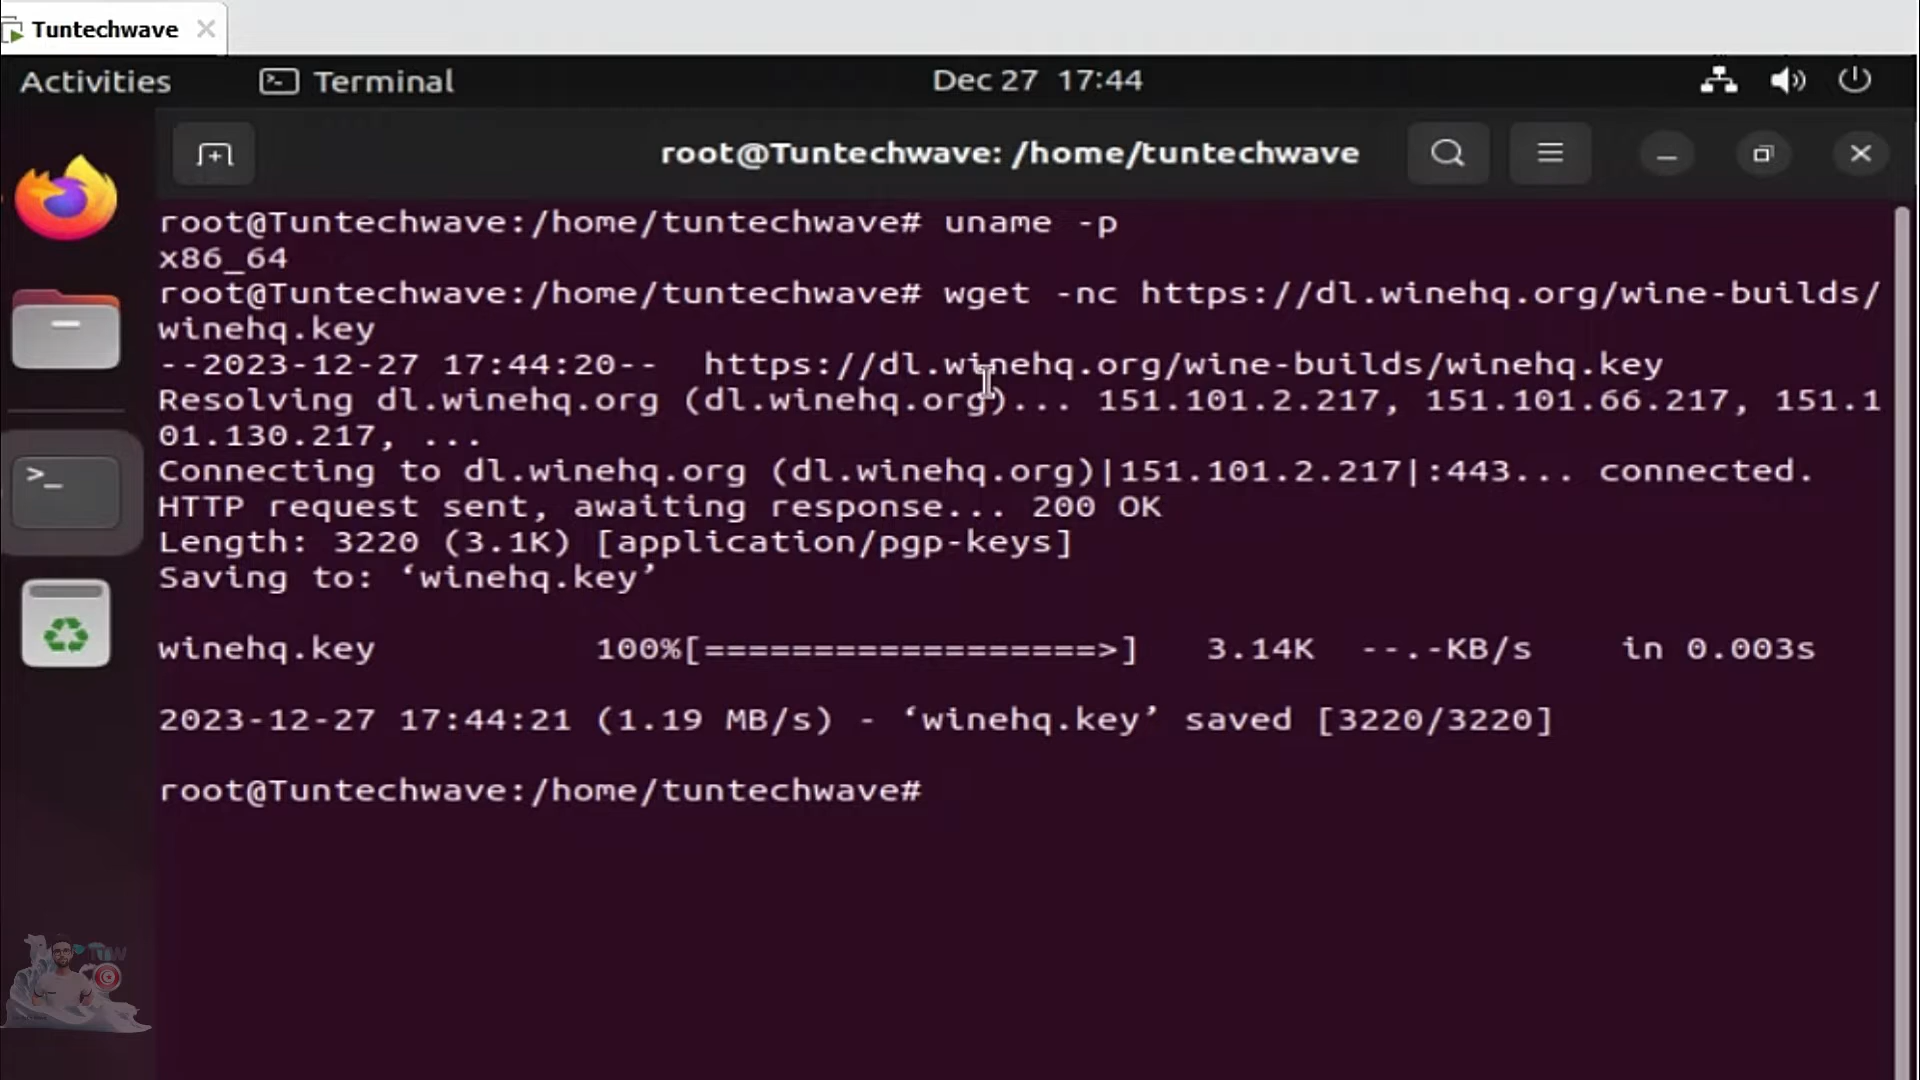 Tuntechwave
Activities Terminal Dec 27 17:44
root@Tuntechwave: /home/tuntechwave
root@Tuntechwave:/home/tuntechwave# uname -p
x86_64
root@Tuntechwave:/home/tuntechwave# wget -nc https://dl.winehq.org/wine-builds/
winehq.key
--2023-12-27 17:44:20--  https://dl.winehq.org/wine-builds/winehq.key
Resolving dl.winehq.org (dl.winehq.org)... 151.101.2.217, 151.101.66.217, 151.1
01.130.217, ...
Connecting to dl.winehq.org (dl.winehq.org)|151.101.2.217|:443... connected.
HTTP request sent, awaiting response... 200 OK
Length: 3220 (3.1K) [application/pgp-keys]
Saving to: ‘winehq.key’
winehq.key          100%[==================>]   3.14K  --.-KB/s    in 0.003s
2023-12-27 17:44:21 (1.19 MB/s) - ‘winehq.key’ saved [3220/3220]
root@Tuntechwave:/home/tuntechwave#
TTW